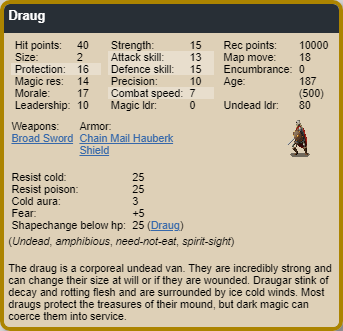 Draug
Hit points: 40 Strength: 15 Rec points: 10000
Size: 2 Attack skill: 13 Map move: 18
Protection: 16 Defence skill: 15 Encumbrance: 0
Magic res: 14 Precision: 10 Age: 187
Morale: 17 Combat speed: 7 (500)
Leadership: 10 Magic ldr: 0 Undead ldr: 80
Weapons: Armor:
Broad Sword Chain Mail Hauberk
Shield
Resist cold: 25
Resist poison: 25
Cold aura: 3
Fear: +5
Shapechange below hp: 25 (Draug)
(Undead, amphibious, need-not-eat, spirit-sight)
The draug is a corporeal undead van. They are incredibly strong and
can change their size at will or if they are wounded. Draugar stink of
decay and rotting flesh and are surrounded by ice cold winds. Most
draugs protect the treasures of their mound, but dark magic can
coerce them into service.